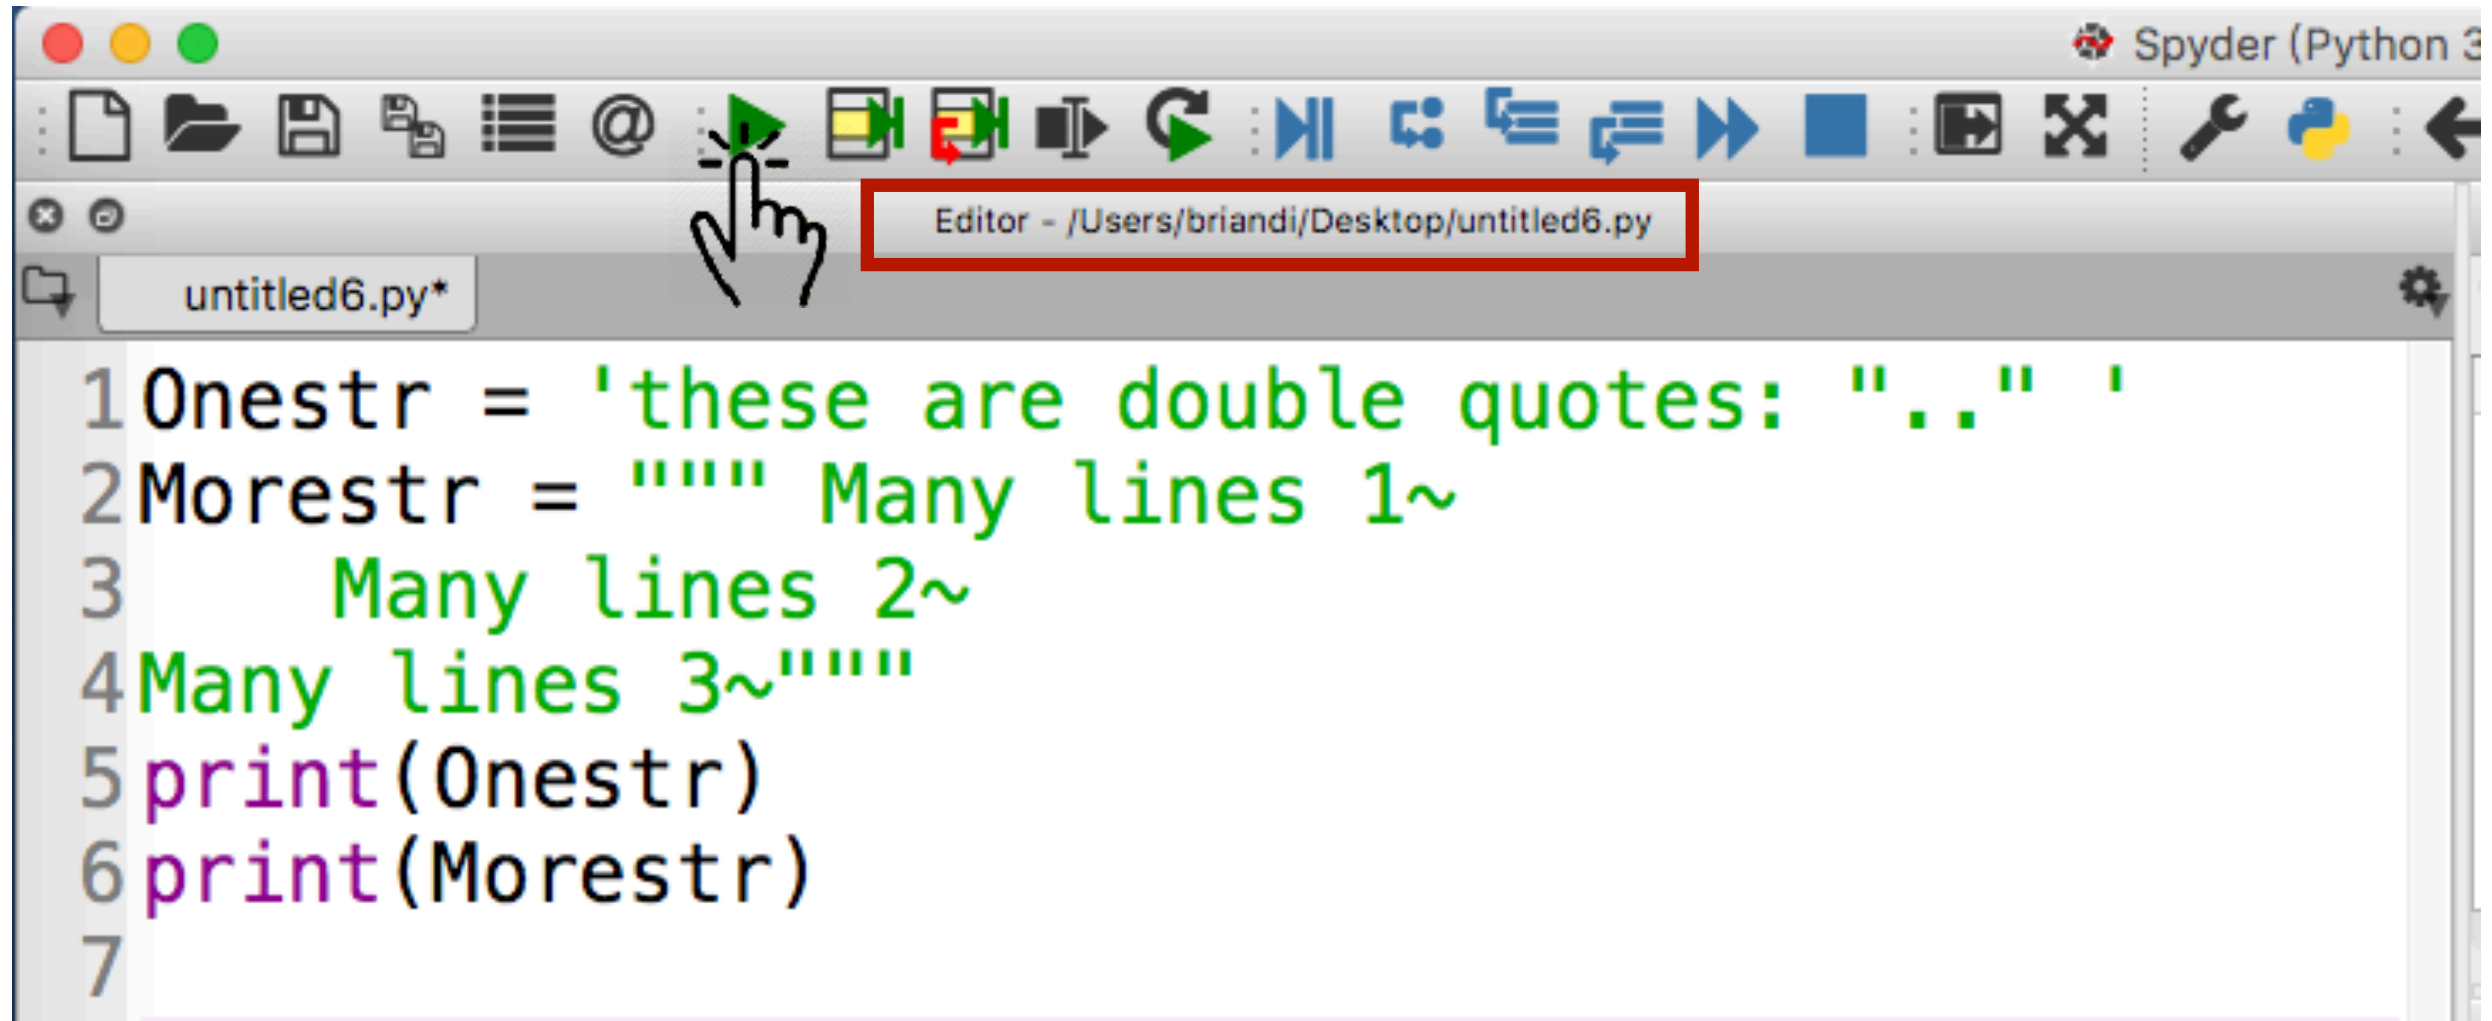 Spyder (Python 3
Editor - /Users/briandi/Desktop/untitled6.py
untitled6.py*
1 Onestr = 'these are double quotes: ".." '
2 Morestr = """ Many lines 1~
3     Many lines 2~
4 Many lines 3~"""
5 print(Onestr)
6 print(Morestr)
7